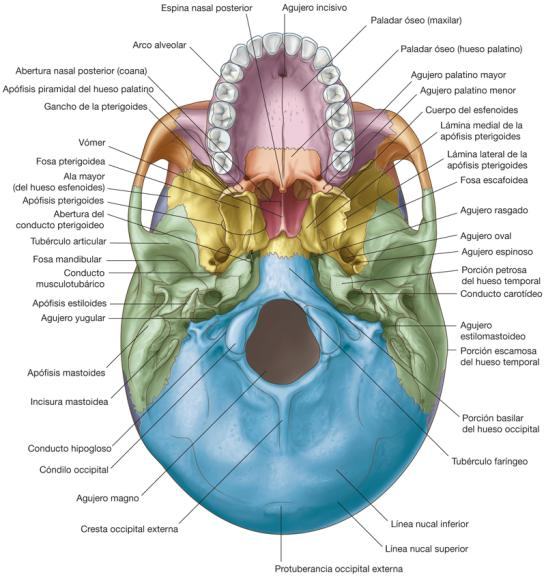 Espina nasal posterior
Agujero incisivo
Paladar óseo (maxilar)
Arco alveolar
Paladar óseo (hueso palatino)
Abertura nasal posterior (coana)
Agujero palatino mayor
Apófisis piramidal del hueso palatino
Agujero palatino menor
Gancho de la pterigoides
Cuerpo del esfenoides
Lámina medial de la
apófisis pterigoides
Vómer
Fosa pterigoidea
Lámina lateral de la
apófisis pterigoides
Ala mayor
(del hueso esfenoides)
Fosa escafoidea
Apófisis pterigoides
Abertura del
conducto pterigoideo
Agujero rasgado
Tubérculo articular
Agujero oval
Fosa mandibular
Agujero espinoso
Conducto
musculotubárico
Porción petrosa
del hueso temporal
Apófisis estiloides
Conducto carotídeo
Agujero yugular
Agujero
estilomastoideo
Porción escamosa
del hueso temporal
Apófisis mastoides
Incisura mastoidea
Porción basilar
del hueso occipital
Conducto hipogloso
Cóndilo occipital
Tubérculo faríngeo
Agujero magno
Cresta occipital externa
Línea nucal inferior
Línea nucal superior
Protuberancia occipital externa